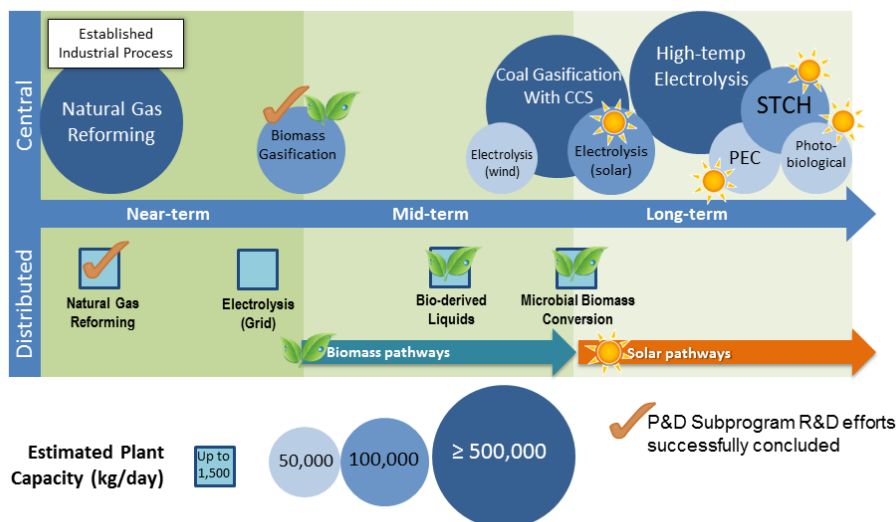 Established
Industrial Process
Central
Natural Gas
Reforming
Biomass
Gasification
Coal Gasification
With CCS
Electrolysis
(wind)
Electrolysis
(solar)
High-temp
Electrolysis
STCH
PEC
Photo-
biological
Near-term
Mid-term
Long-term
Distributed
Natural Gas
Reforming
Electrolysis
(Grid)
Bio-derived
Liquids
Microbial Biomass
Conversion
Biomass pathways
Solar pathways
Estimated Plant
Capacity (kg/day)
Up to
1,500
50,000
100,000
≥ 500,000
P&D Subprogram R&D efforts
successfully concluded